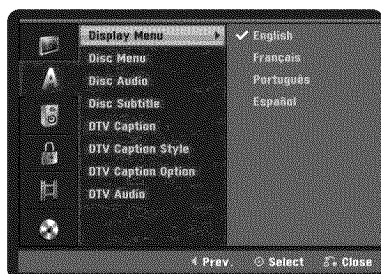 Display Menu
Disc Menu
Disc Audio
Disc Subtitle
DTV Caption
DTV Caption Style
DTV Caption Option
DTV Audio
English
Français
Português
Español
Prev. Select Close